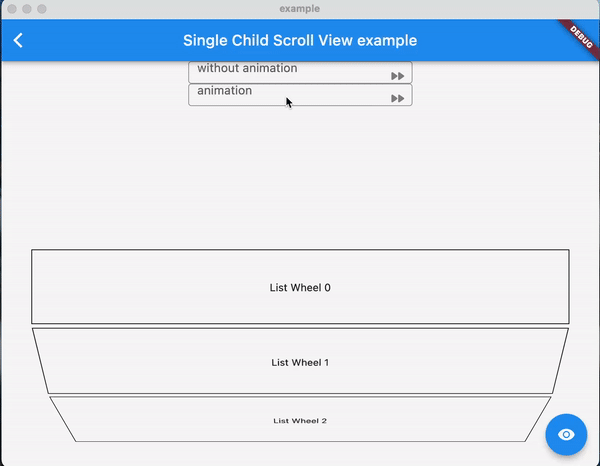 example
Single Child Scroll View example
DEBUG
without animation
animation
List Wheel 0
List Wheel 1
List Wheel 2